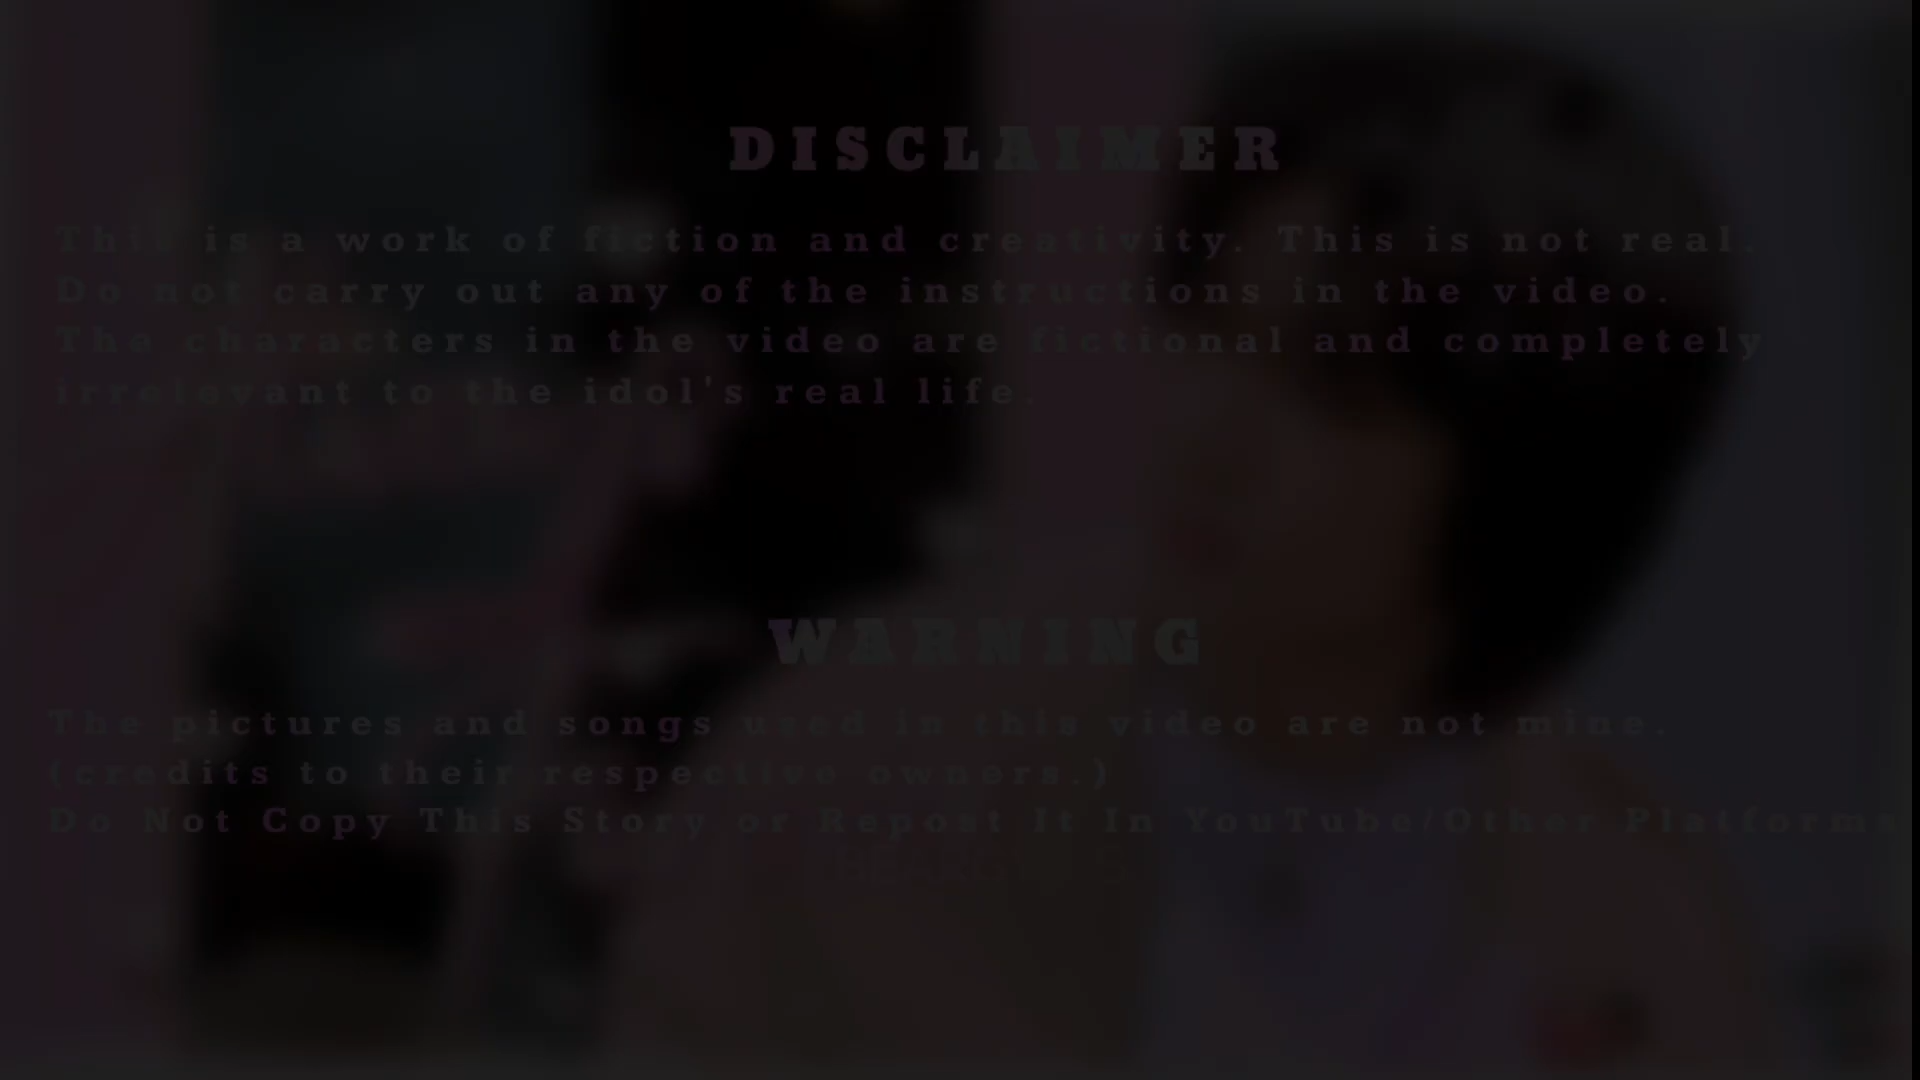 DISCLAIMER
This is a work of fiction and creativity. This is not real.
Do not carry out any of the instructions in the video.
The characters in the video are fictional and completely
irrelevant to the idol's real life.
WARNING
The pictures and songs used in this video are not mine.
(credits to their respective owners.)
Do Not Copy This Story or Repost It In YouTube/Other Platforms